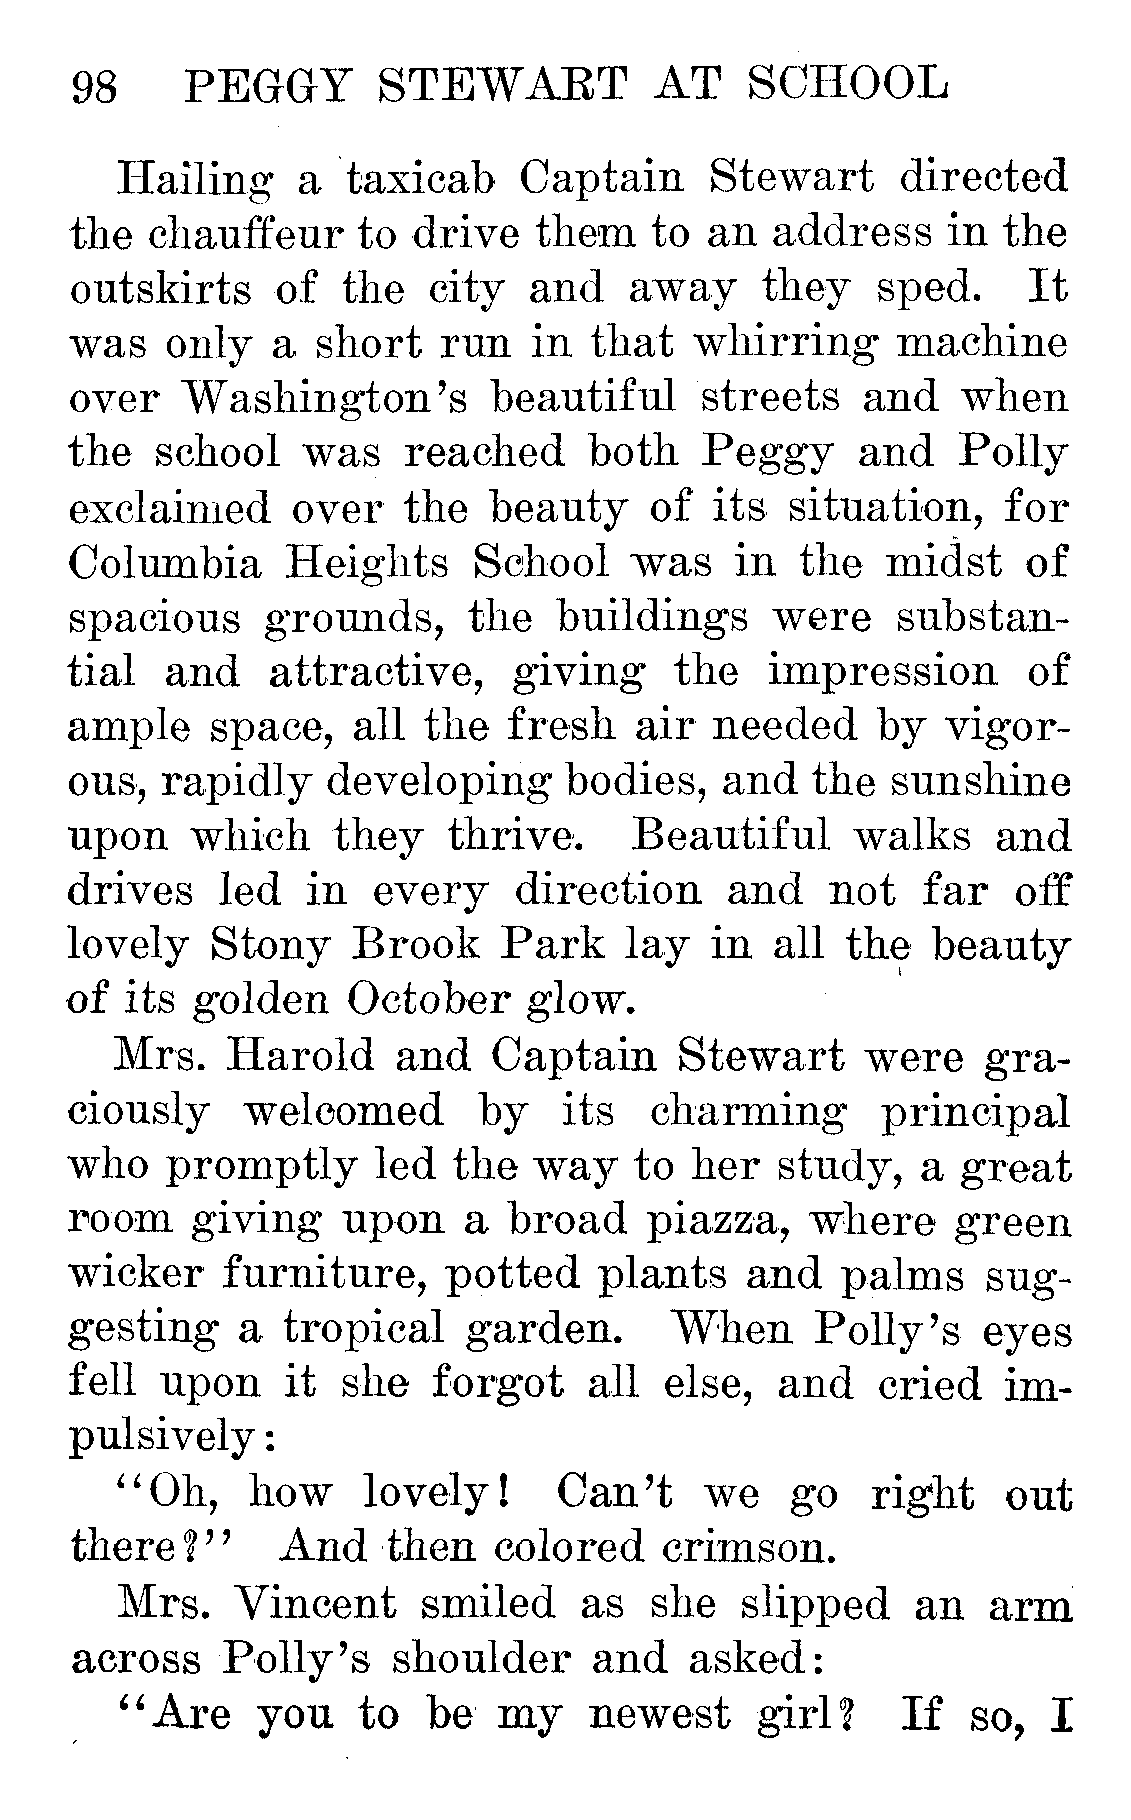 98 PEGGY STEWART AT SCHOOL
Hailing a taxicab Captain Stewart directed
the chauffeur to drive them to an address in the
outskirts of the city and away they sped. It
was only a short run in that whirring machine
over Washington's beautiful streets and when
the school was reached both Peggy and Polly
exclaimed over the beauty of its situation, for
Columbia Heights School was in the midst of
spacious grounds, the buildings were substan-
tial and attractive, giving the impression of
ample space, all the fresh air needed by vigor-
ous, rapidly developing bodies, and the sunshine
upon which they thrive. Beautiful walks and
drives led in every direction and not far off
lovely Stony Brook Park lay in all the beauty
of its golden October glow.
Mrs. Harold and Captain Stewart were gra-
ciously welcomed by its charming principal
who promptly led the way to her study, a great
room giving upon a broad piazza, where green
wicker furniture, potted plants and palms sug-
gesting a tropical garden. When Polly's eyes
fell upon it she forgot all else, and cried im-
pulsively:
"Oh, how lovely! Can't we go right out
there?" And then colored crimson.
Mrs. Vincent smiled as she slipped an arm
across Polly's shoulder and asked:
"Are you to be my newest girl? If so, I